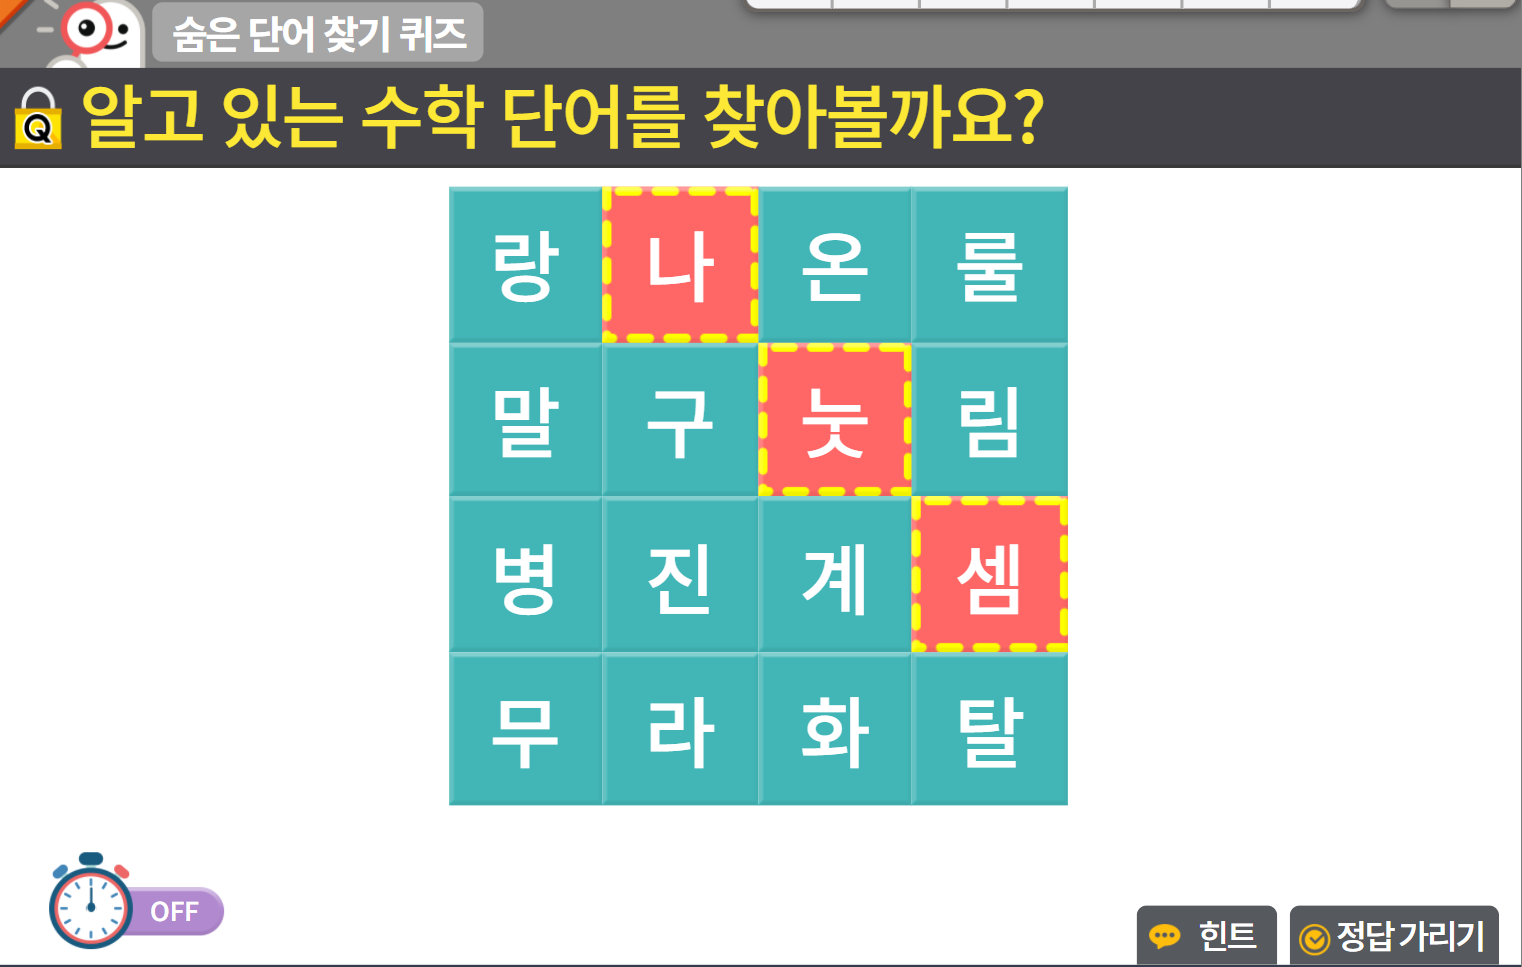 숨은 단어 찾기 퀴즈
Q 알고 있는 수학 단어를 찾아볼까요?
랑 나 온 룰
말 구 눗 림
병 진 계 셈
무 라 화 탈
OFF
힌트 정답 가리기